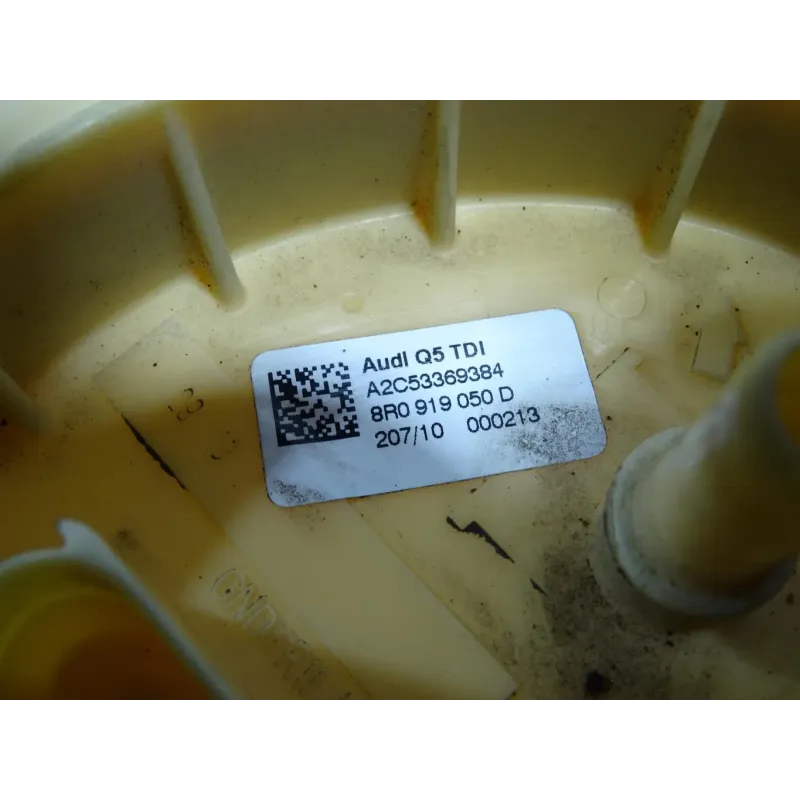 Audi Q5 TDI
A2C53369384
8R0 919 050 D
207/10 000213